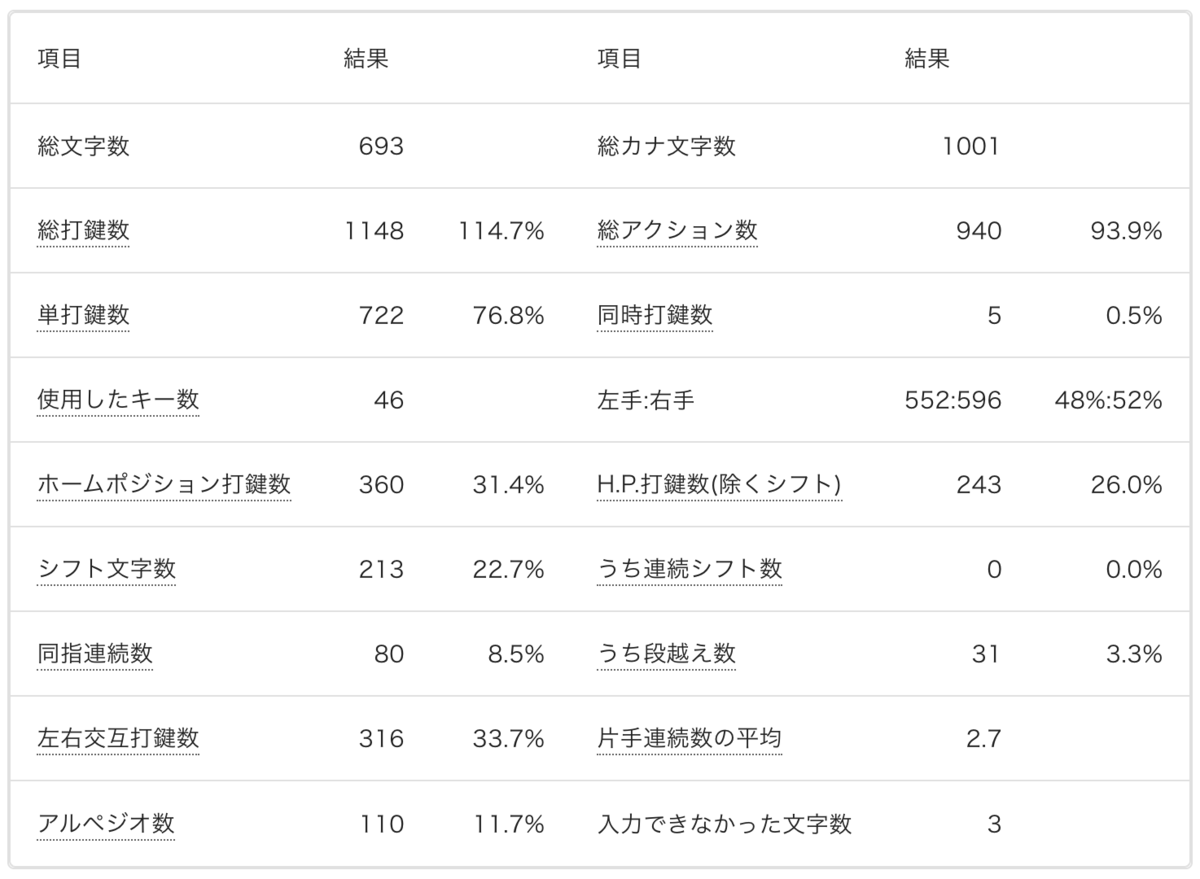 項目 結果 項目 結果
総文字数 693 総カナ文字数 1001
総打鍵数 1148 114.7% 総アクション数 940 93.9%
単打鍵数 722 76.8% 同時打鍵数 5 0.5%
使用したキー数 46 左手:右手 552:596 48%:52%
ホームポジション打鍵数 360 31.4% H.P.打鍵数(除くシフト) 243 26.0%
シフト文字数 213 22.7% うち連続シフト数 0 0.0%
同指連続数 80 8.5% うち段越え数 31 3.3%
左右交互打鍵数 316 33.7% 片手連続数の平均 2.7
アルペジオ数 110 11.7% 入力できなかった文字数 3